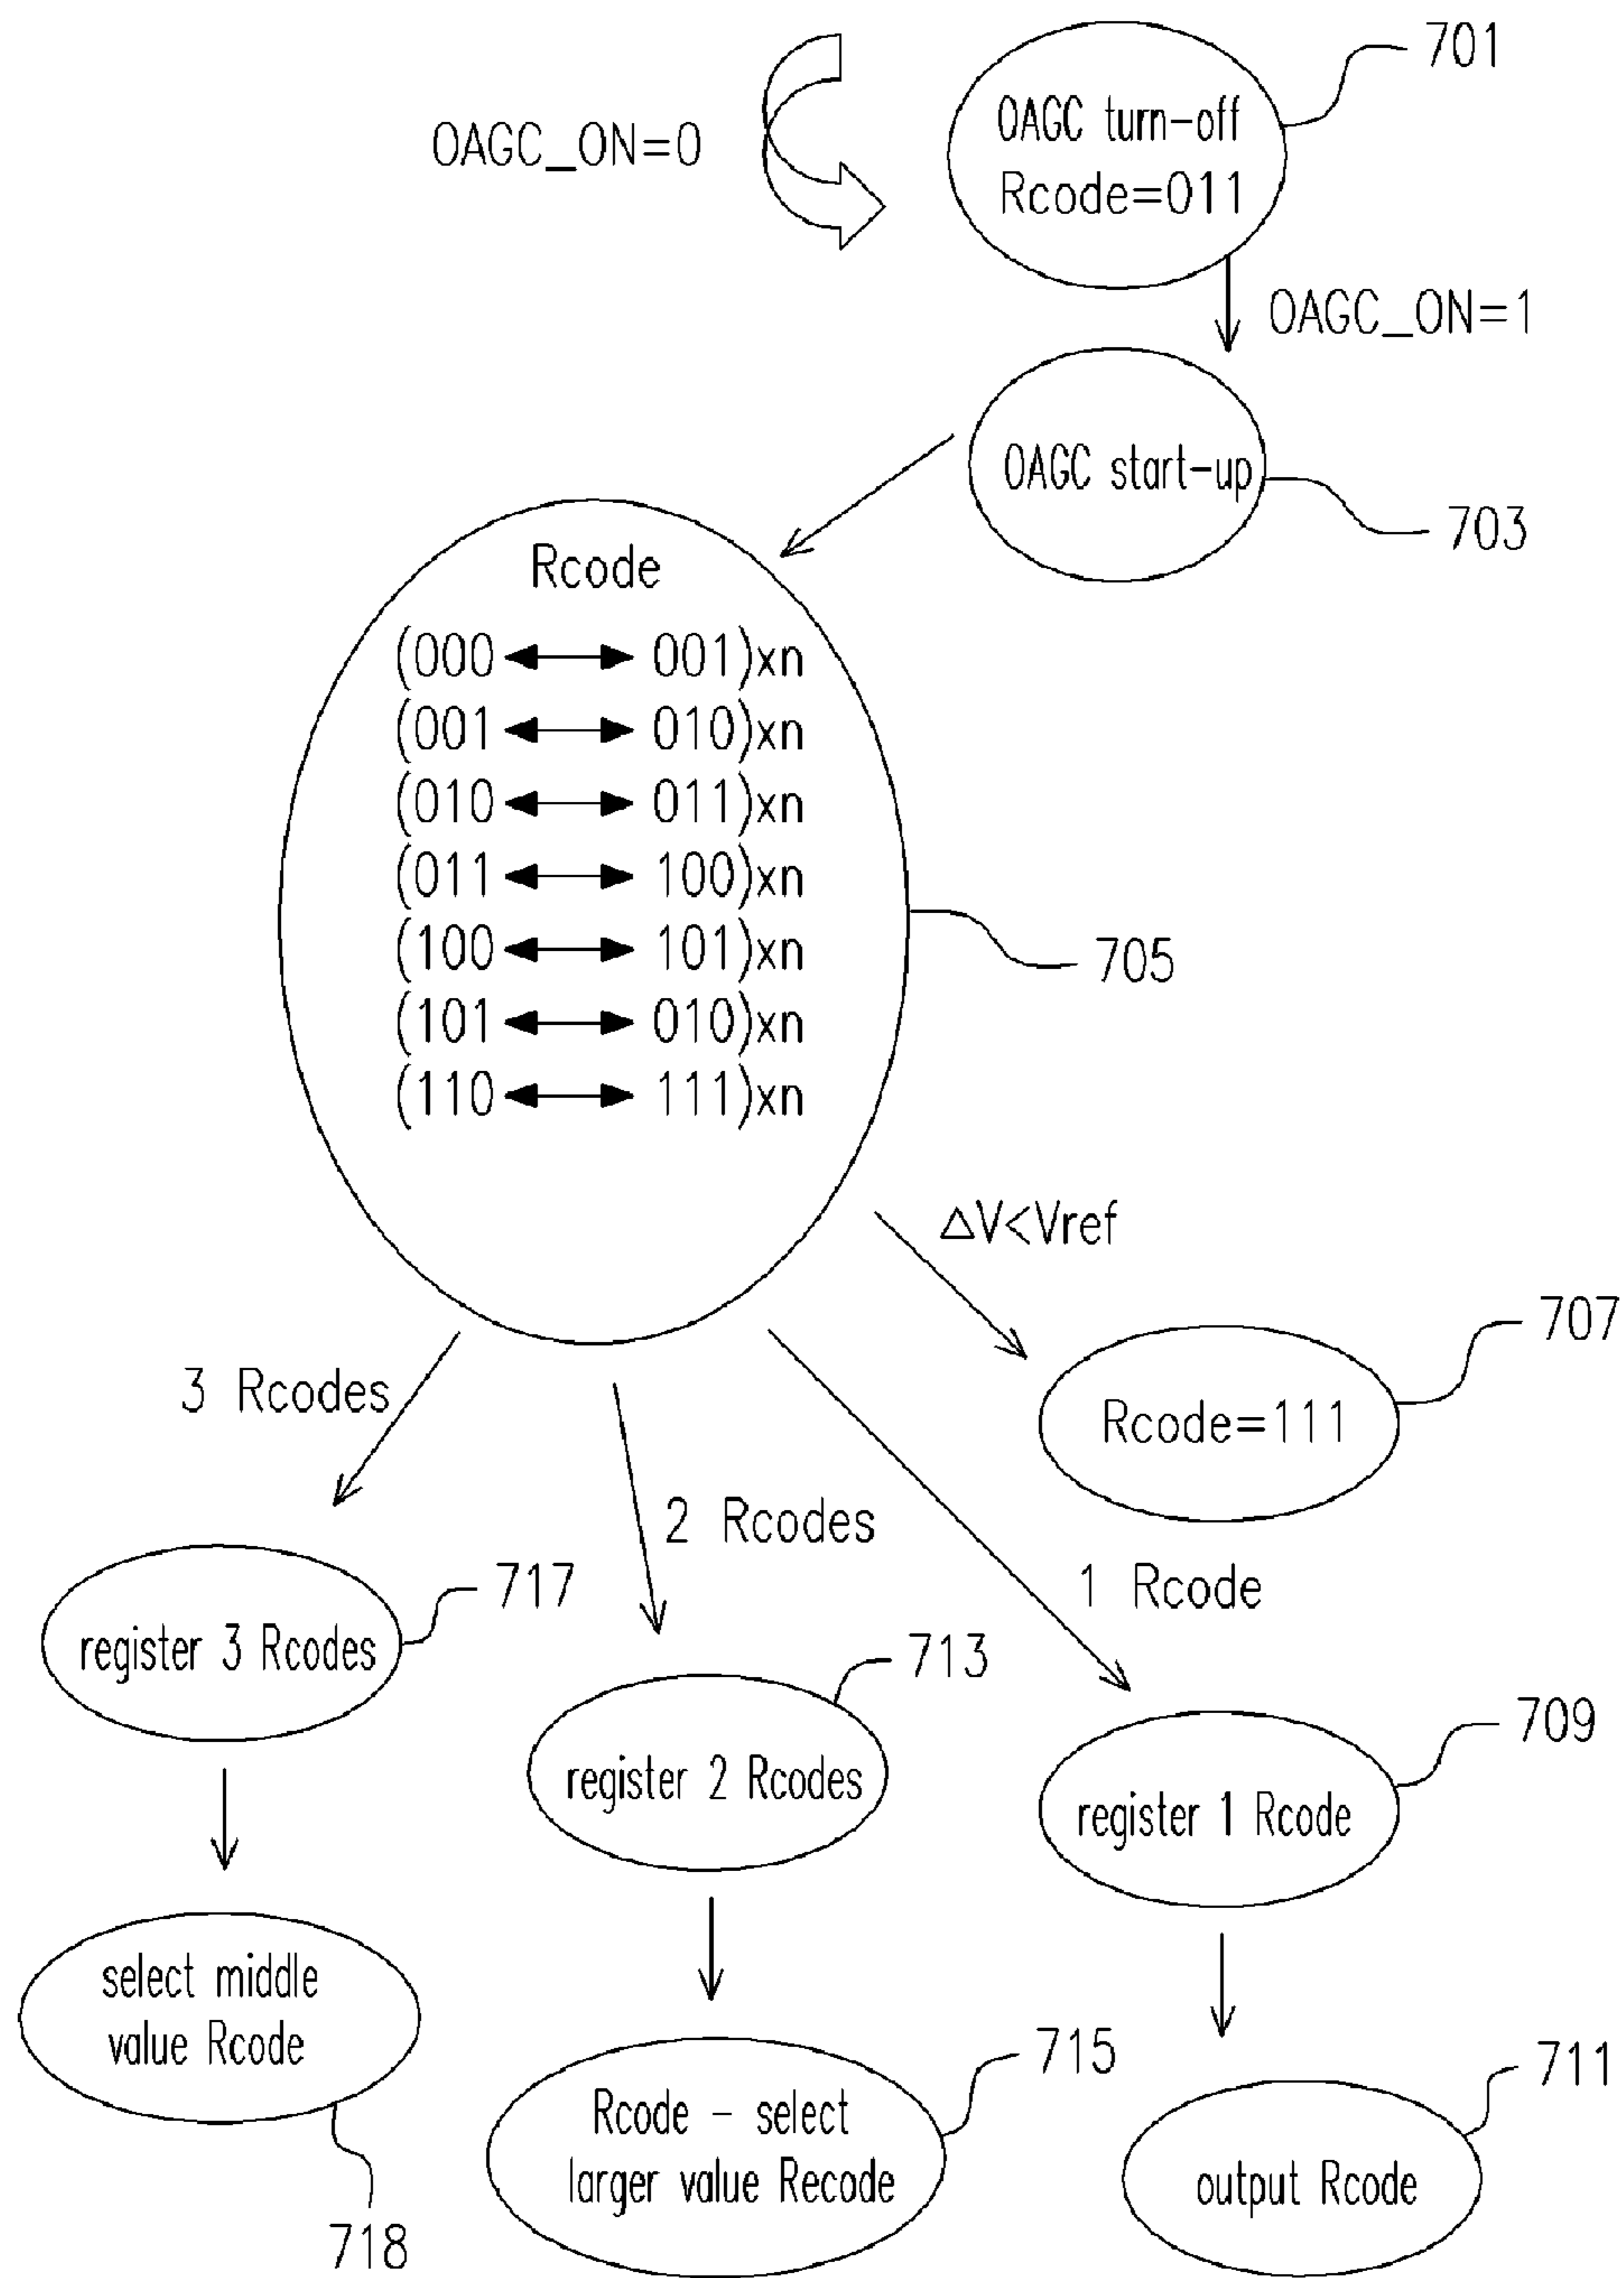 701
OAGC_ON=0
OAGC turn-off
Rcode=011
OAGC_ON=1
OAGC start-up
703
Rcode
(000 ↔ 001)xn
(001 ↔ 010)xn
(010 ↔ 011)xn
(011 ↔ 100)xn
(100 ↔ 101)xn
(101 ↔ 010)xn
(110 ↔ 111)xn
705
△V<Vref
707
Rcode=111
3 Rcodes
2 Rcodes
1 Rcode
717
register 3 Rcodes
713
register 2 Rcodes
709
register 1 Rcode
select middle
value Rcode
718
715
Rcode - select
larger value Recode
711
output Rcode